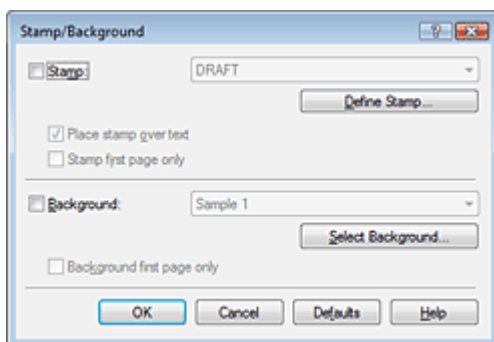 Stamp/Background
Stamp: DRAFT
Define Stamp...
Place stamp over text
Stamp first page only
Background: Sample 1
Select Background...
Background first page only
OK Cancel Defaults Help